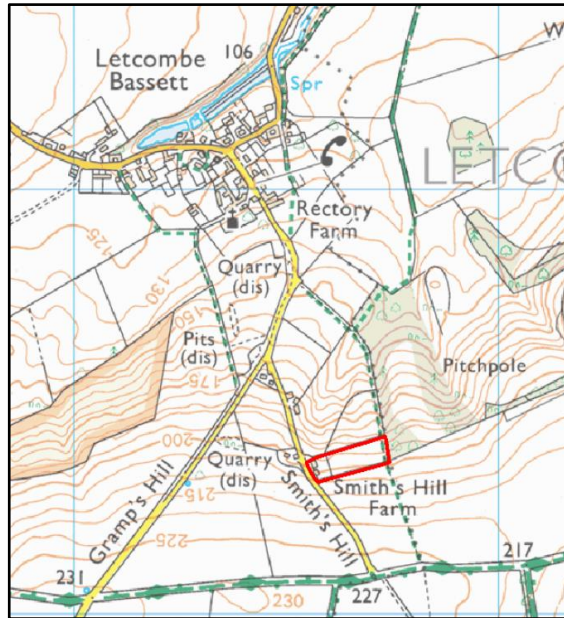 W
Letcombe
Bassett
106
Spr
LETCO
Rectory
Farm
125
Quarry
(dis)
130
150
Pits
(dis)
175
Pitchpole
200
Quarry
(dis)
Smith's Hill
Farm
Gramp's Hill
Smith's Hill
215
225
231
217
230
227